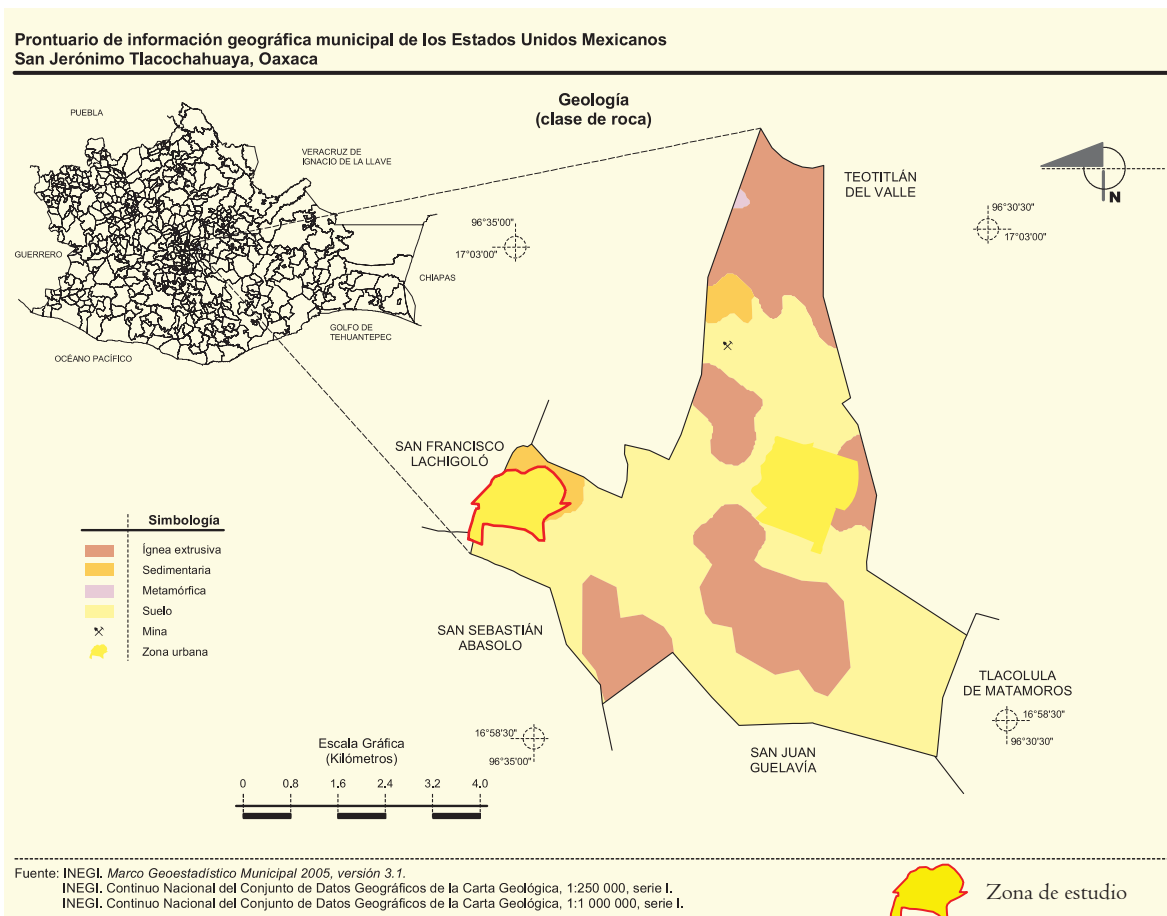 Prontuario de información geográfica municipal de los Estados Unidos Mexicanos
San Jerónimo Tlacochahuaya, Oaxaca
Geología
(clase de roca)
PUEBLA
VERACRUZ DE
IGNACIO DE LA LLAVE
GUERRERO
CHIAPAS
GOLFO DE
TEHUANTEPEC
OCÉANO PACÍFICO
96°35'00"
17°03'00"
TEOTITLÁN
DEL VALLE
N
96°30'30"
17°03'00"
SAN FRANCISCO
LACHIGOLÓ
Simbología
Ígnea extrusiva
Sedimentaria
Metamórfica
Suelo
Mina
Zona urbana
SAN SEBASTIÁN
ABASOLO
TLACOLULA
DE MATAMOROS
16°58'30"
96°30'30"
16°58'30"
96°35'00"
SAN JUAN
GUELAVÍA
Escala Gráfica
(Kilómetros)
0 0.8 1.6 2.4 3.2 4.0
Fuente: INEGI. Marco Geoestadístico Municipal 2005, versión 3.1.
INEGI. Continuo Nacional del Conjunto de Datos Geográficos de la Carta Geológica, 1:250 000, serie I.
INEGI. Continuo Nacional del Conjunto de Datos Geográficos de la Carta Geológica, 1:1 000 000, serie I.
Zona de estudio